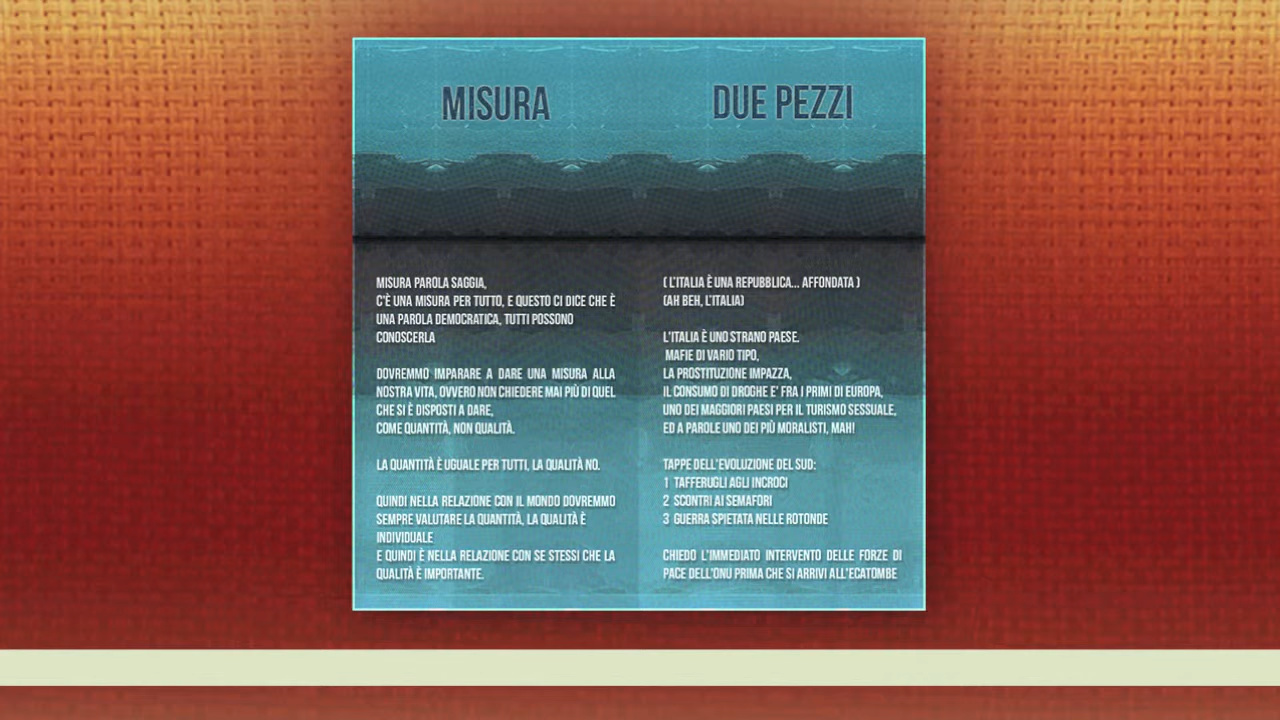 MISURA
MISURA PAROLA SAGGIA,
C'È UNA MISURA PER TUTTO, E QUESTO CI DICE CHE È
UNA PAROLA DEMOCRATICA, TUTTI POSSONO
CONOSCERLA
DOVREMMO IMPARARE A DARE UNA MISURA ALLA
NOSTRA VITA, OVVERO NON CHIEDERE MAI PIÙ DI QUEL
CHE SI È DISPOSTI A DARE,
COME QUANTITÀ, NON QUALITÀ.
LA QUANTITÀ È UGUALE PER TUTTI, LA QUALITÀ NO.
QUINDI NELLA RELAZIONE CON IL MONDO DOVREMMO
SEMPRE VALUTARE LA QUANTITÀ, LA QUALITÀ È
INDIVIDUALE
E QUINDI È NELLA RELAZIONE CON SE STESSI CHE LA
QUALITÀ È IMPORTANTE.
DUE PEZZI
( L'ITALIA È UNA REPUBBLICA... AFFONDATA )
(AH BEH, L'ITALIA)
L'ITALIA È UNO STRANO PAESE.
MAFIE DI VARIO TIPO,
LA PROSTITUZIONE IMPAZZA,
IL CONSUMO DI DROGHE E' FRA I PRIMI DI EUROPA,
UNO DEI MAGGIORI PAESI PER IL TURISMO SESSUALE,
ED A PAROLE UNO DEI PIÙ MORALISTI, MAH!
TAPPE DELL'EVOLUZIONE DEL SUD:
1 TAFFERUGLI AGLI INCROCI
2 SCONTRI AI SEMAFORI
3 GUERRA SPIETATA NELLE ROTONDE
CHIEDO L'IMMEDIATO INTERVENTO DELLE FORZE DI
PACE DELL'ONU PRIMA CHE SI ARRIVI ALL'ECATOMBE